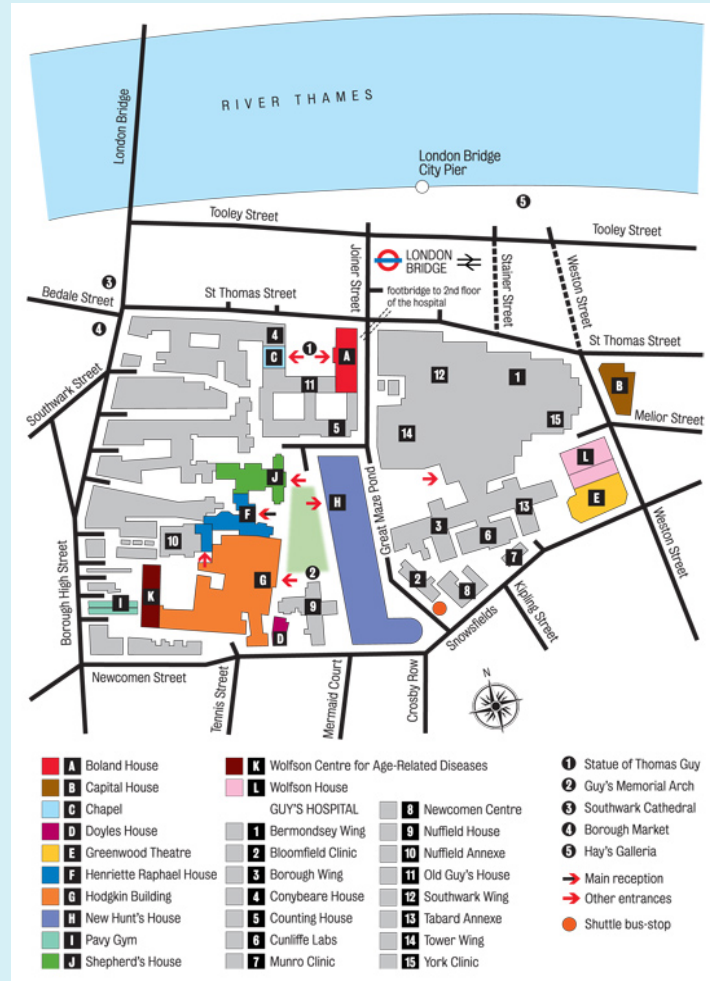 RIVER THAMES
London Bridge
London Bridge
City Pier
5
Tooley Street
Tooley Street
Joiner Street
LONDON
BRIDGE
Stainer Street
Weston Street
3
Bedale Street
St Thomas Street
footbridge to 2nd floor
of the hospital
4
4
1
C
A
12
1
St Thomas Street
B
Southwark Street
11
5
14
15
Melior Street
L
J
H
Great Maze Pond
E
F
10
3
13
6
7
Weston Street
Borough High Street
K
G
2
2
8
I
9
D
Snowsfields
Kipling Street
Newcomen Street
Tennis Street
Mermaid Court
Crosby Row
N
A Boland House
B Capital House
C Chapel
D Doyles House
E Greenwood Theatre
F Henriette Raphael House
G Hodgkin Building
H New Hunt's House
I Pavy Gym
J Shepherd's House
K Wolfson Centre for Age-Related Diseases
L Wolfson House
GUY'S HOSPITAL
1 Bermondsey Wing
2 Bloomfield Clinic
3 Borough Wing
4 Conybeare House
5 Counting House
6 Cunliffe Labs
7 Munro Clinic
8 Newcomen Centre
9 Nuffield House
10 Nuffield Annexe
11 Old Guy's House
12 Southwark Wing
13 Tabard Annexe
14 Tower Wing
15 York Clinic
1 Statue of Thomas Guy
2 Guy's Memorial Arch
3 Southwark Cathedral
4 Borough Market
5 Hay's Galleria
Main reception
Other entrances
Shuttle bus-stop